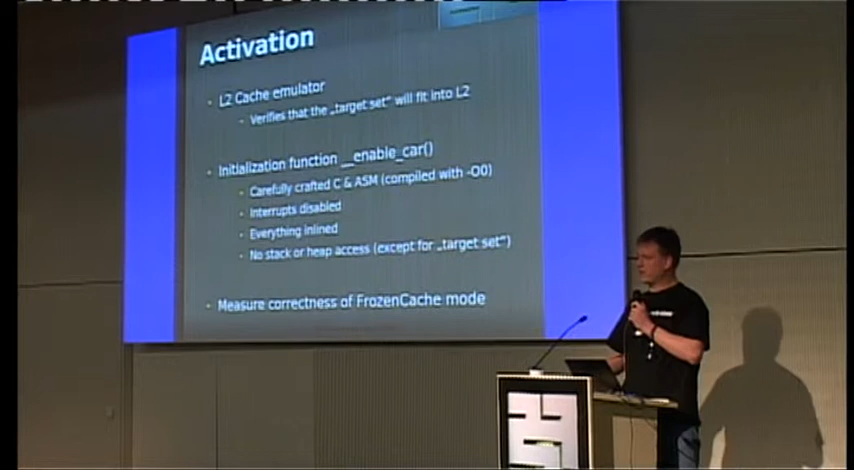 Activation
L2 Cache emulator
Verifies that the „target set" will fit into L2
Initialization function __enable_car()
Carefully crafted C & ASM (compiled with -O0)
Interrupts disabled
Everything inlined
No stack or heap access (except for „target set")
Measure correctness of FrozenCache mode